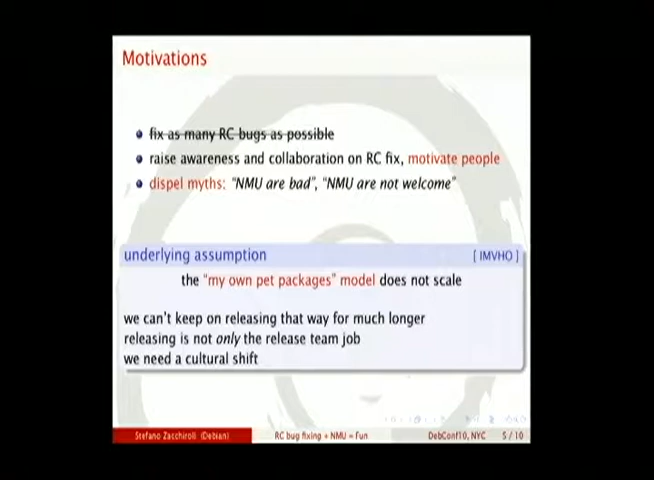 Motivations
fix as many RC bugs as possible
raise awareness and collaboration on RC fix, motivate people
dispel myths: "NMU are bad", "NMU are not welcome"
underlying assumption [ IMVHO ]
the "my own pet packages" model does not scale
we can't keep on releasing that way for much longer
releasing is not only the release team job
we need a cultural shift
Stefano Zacchiroli (Debian) RC bug fixing + NMU = Fun DebConf10, NYC 5 / 10